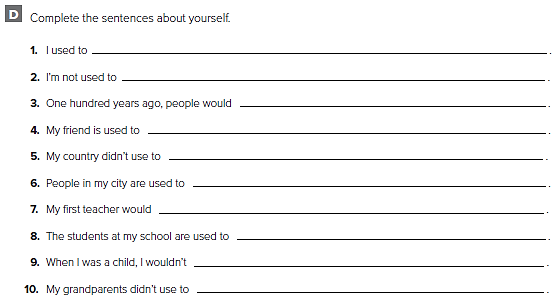 D Complete the sentences about yourself.
1. I used to .
2. I'm not used to .
3. One hundred years ago, people would .
4. My friend is used to .
5. My country didn't use to .
6. People in my city are used to .
7. My first teacher would .
8. The students at my school are used to .
9. When I was a child, I wouldn't .
10. My grandparents didn't use to .